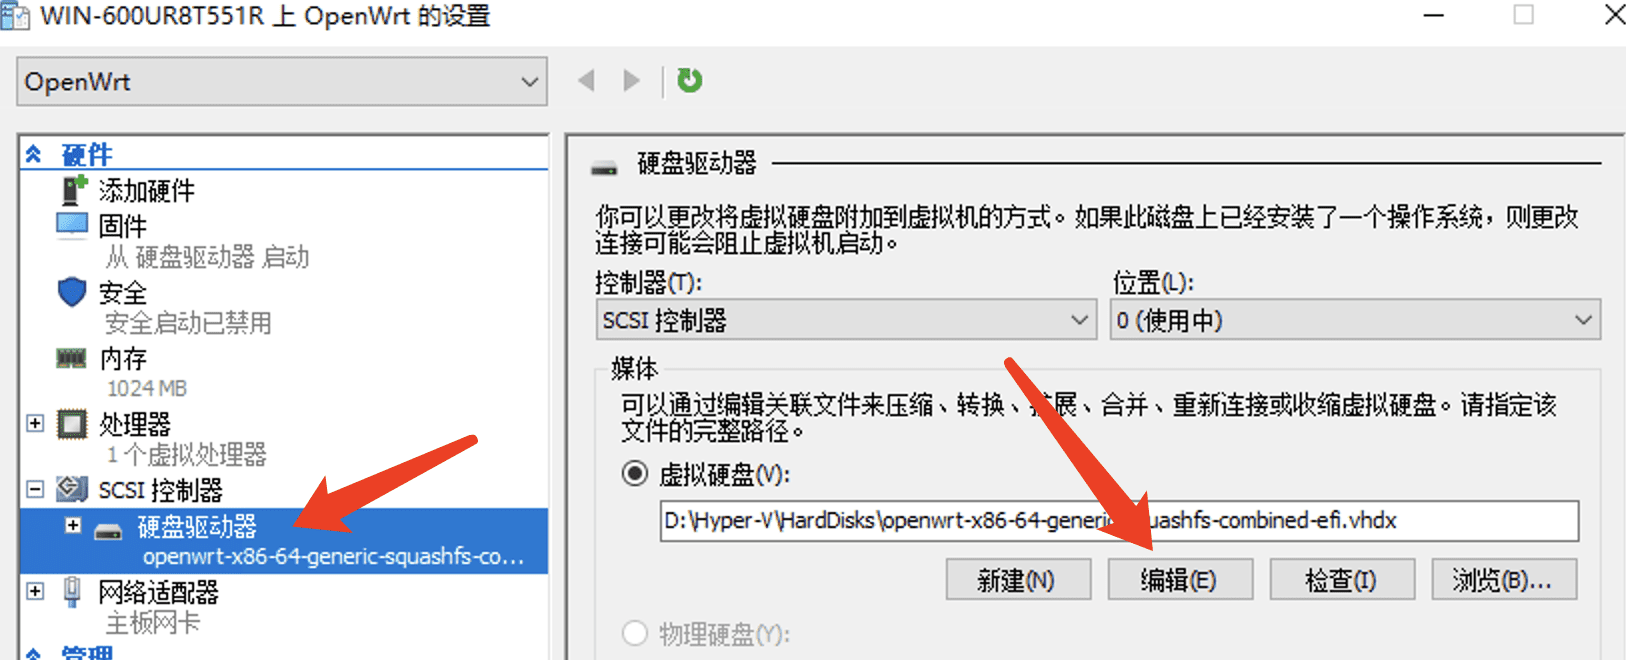 WIN-600UR8T551R 上 OpenWrt 的设置
OpenWrt
硬件
添加硬件
固件
从 硬盘驱动器 启动
安全
安全启动已禁用
内存
1024 MB
处理器
1 个虚拟处理器
SCSI 控制器
硬盘驱动器
openwrt-x86-64-generic-squashfs-co...
网络适配器
主板网卡
管理
硬盘驱动器
你可以更改将虚拟硬盘附加到虚拟机的方式。如果此磁盘上已经安装了一个操作系统，则更改
连接可能会阻止虚拟机启动。
控制器(T):
位置(L):
SCSI 控制器
0 (使用中)
媒体
可以通过编辑关联文件来压缩、转换、扩展、合并、重新连接或收缩虚拟硬盘。请指定该
文件的完整路径。
虚拟硬盘(V):
D:\Hyper-V\HardDisks\openwrt-x86-64-generic-squashfs-combined-efi.vhdx
新建(N)
编辑(E)
检查(I)
浏览(B)...
物理硬盘(Y):